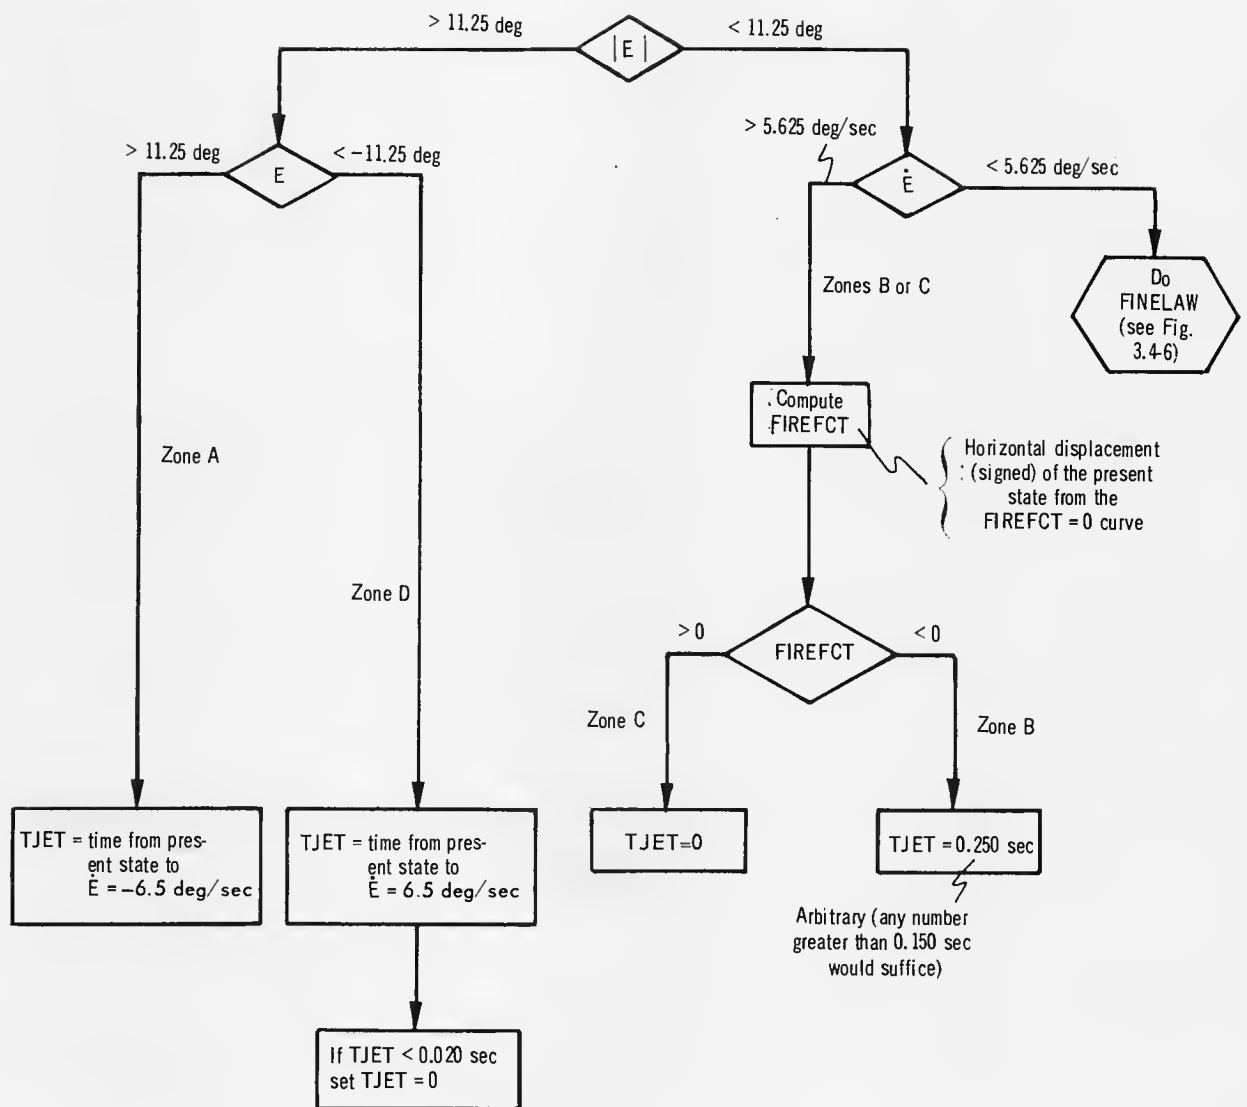 > 11.25 deg
|E|
< 11.25 deg
> 11.25 deg
E
< -11.25 deg
> 5.625 deg/sec
Ė
< 5.625 deg/sec
Do
FINELAW
(see Fig.
3.4-6)
Zones B or C
Compute
FIREFCT
Horizontal displacement
(signed) of the present
state from the
FIREFCT = 0 curve
Zone A
Zone D
> 0
FIREFCT
< 0
Zone C
Zone B
TJET = time from pres-
ent state to
Ė = -6.5 deg/sec
TJET = time from pres-
ent state to
Ė = 6.5 deg/sec
TJET=0
TJET = 0.250 sec
Arbitrary (any number
greater than 0.150 sec
would suffice)
If TJET < 0.020 sec
set TJET = 0